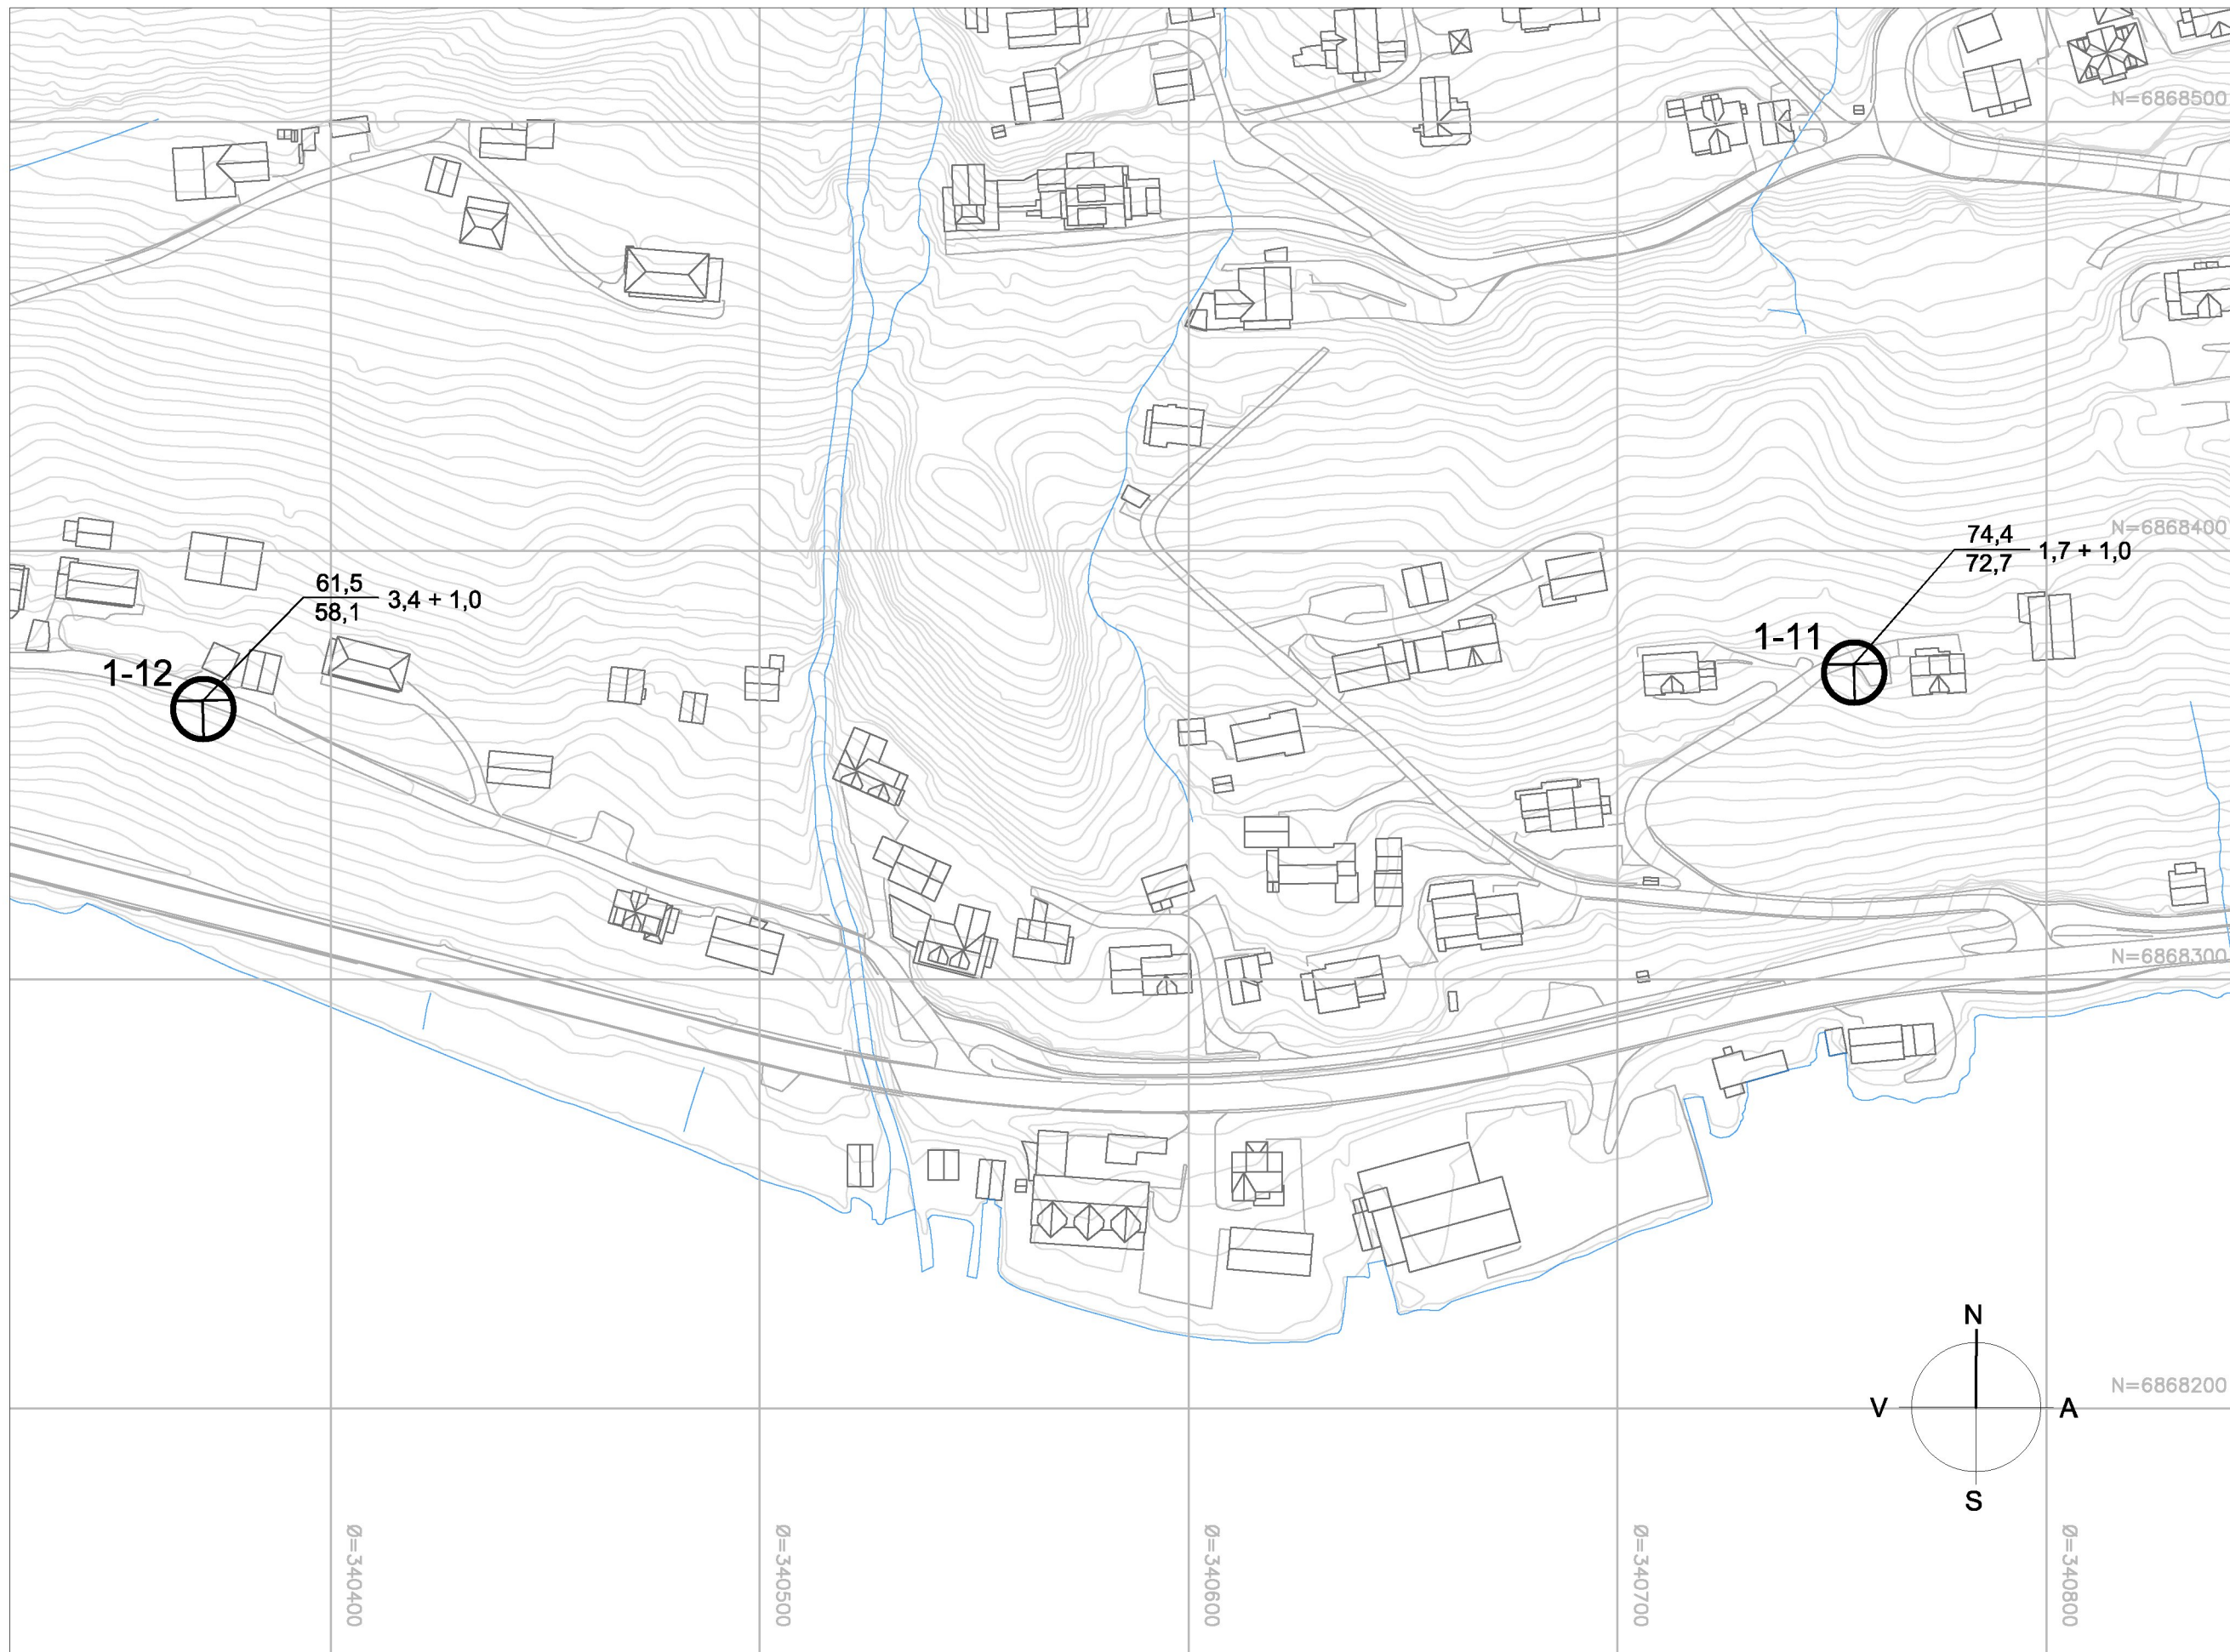 N=6868500
N=6868400
74,4
72,7
1,7 + 1,0
61,5
58,1
3,4 + 1,0
1-11
1-12
N=6868300
N
N=6868200
V
A
S
Ø=340400
Ø=340500
Ø=340600
Ø=340700
Ø=340800